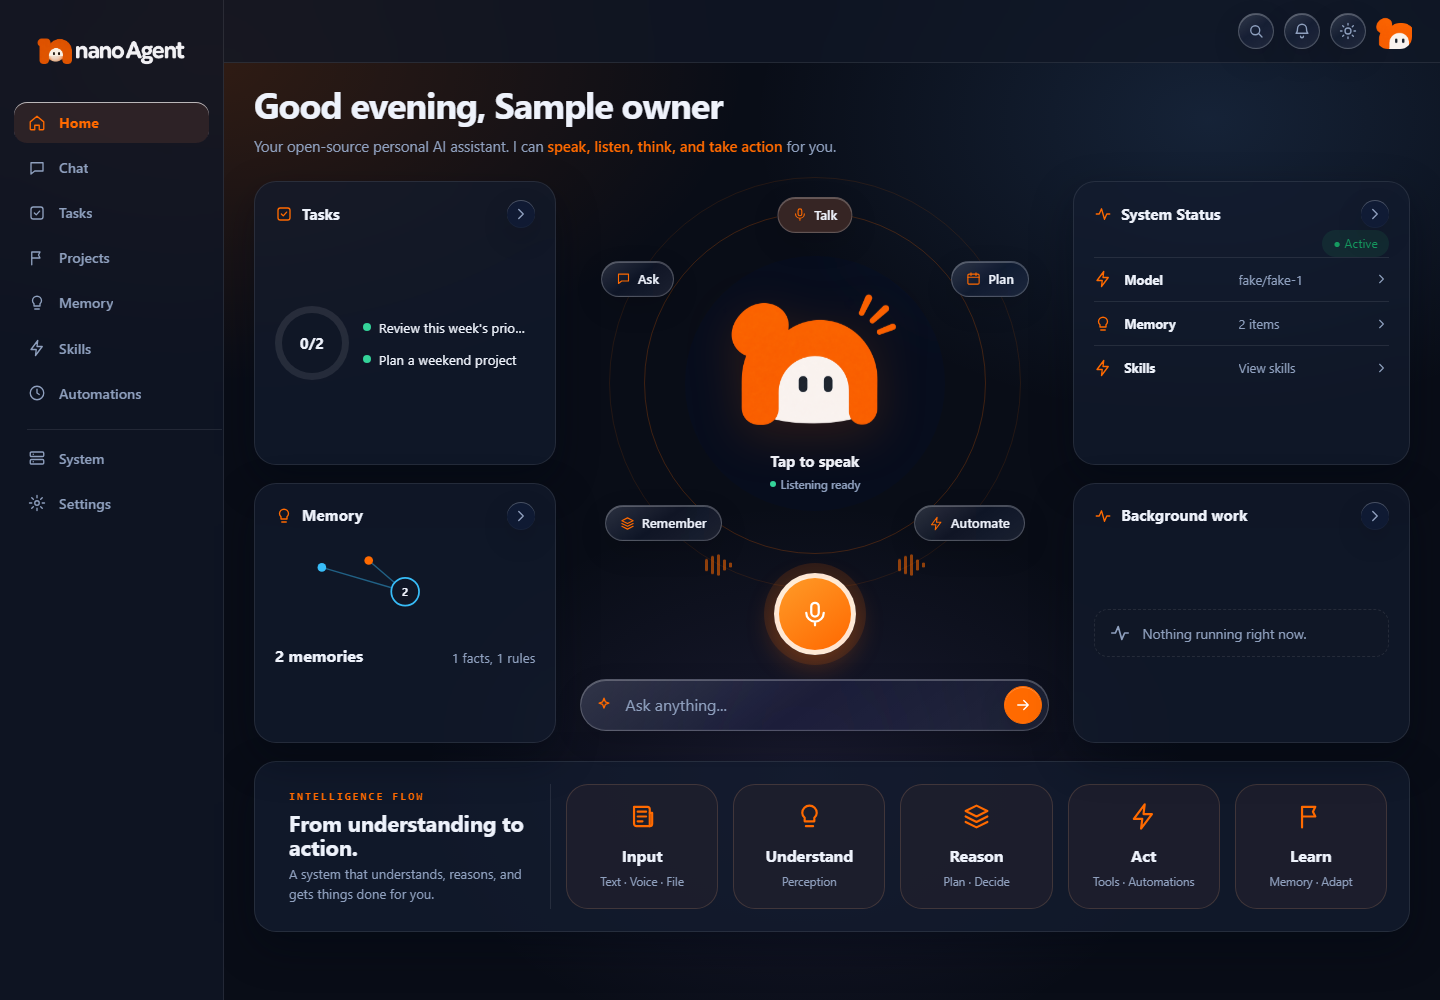 nanoAgent
Home
Chat
Tasks
Projects
Memory
Skills
Automations
System
Settings
Good evening, Sample owner
Your open-source personal AI assistant. I can speak, listen, think, and take action for you.
Tasks
0/2
Review this week's prio...
Plan a weekend project
Memory
2
2 memories
1 facts, 1 rules
Talk
Ask
Plan
Tap to speak
Listening ready
Remember
Automate
Ask anything...
System Status
Active
Model fake/fake-1
Memory 2 items
Skills View skills
Background work
Nothing running right now.
INTELLIGENCE FLOW
From understanding to
action.
A system that understands, reasons, and
gets things done for you.
Input
Text · Voice · File
Understand
Perception
Reason
Plan · Decide
Act
Tools · Automations
Learn
Memory · Adapt